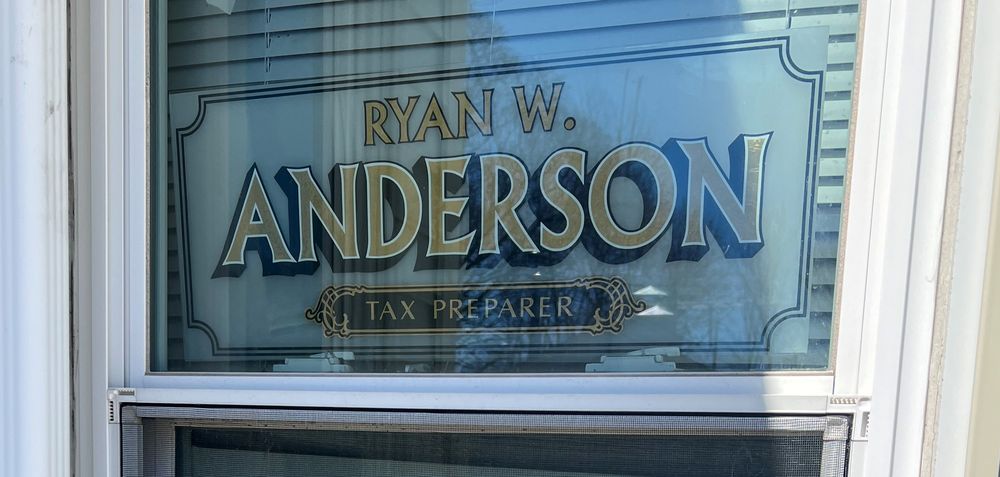 RYAN W.
ANDERSON
TAX PREPARER